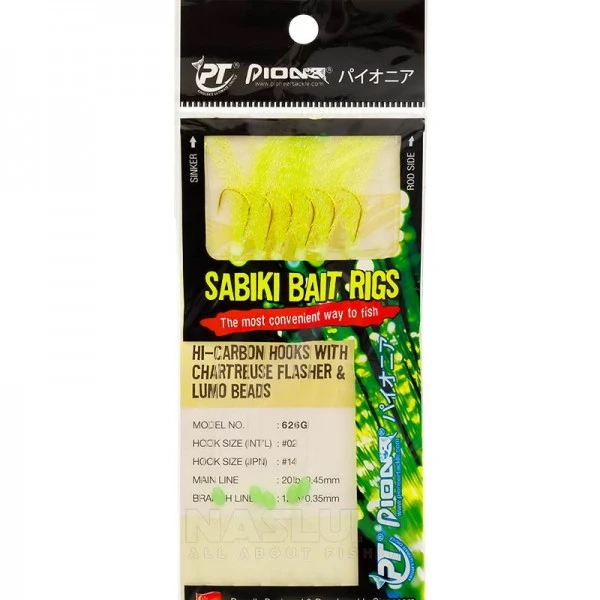 PT PIONEER® パイオニア
www.pioneertackle.com
SINKER →
ROD SIDE →
SABIKI BAIT RIGS
The most convenient way to fish
HI-CARBON HOOKS WITH
CHARTREUSE FLASHER &
LUMO BEADS
MODEL NO. : 626G
HOOK SIZE (INT'L) : #02
HOOK SIZE (JPN) : #14
MAIN LINE : 20lb/0.45mm
BRANCH LINE : 0.35mm
ALL ABOUT
PT PIONEER® パイオニア